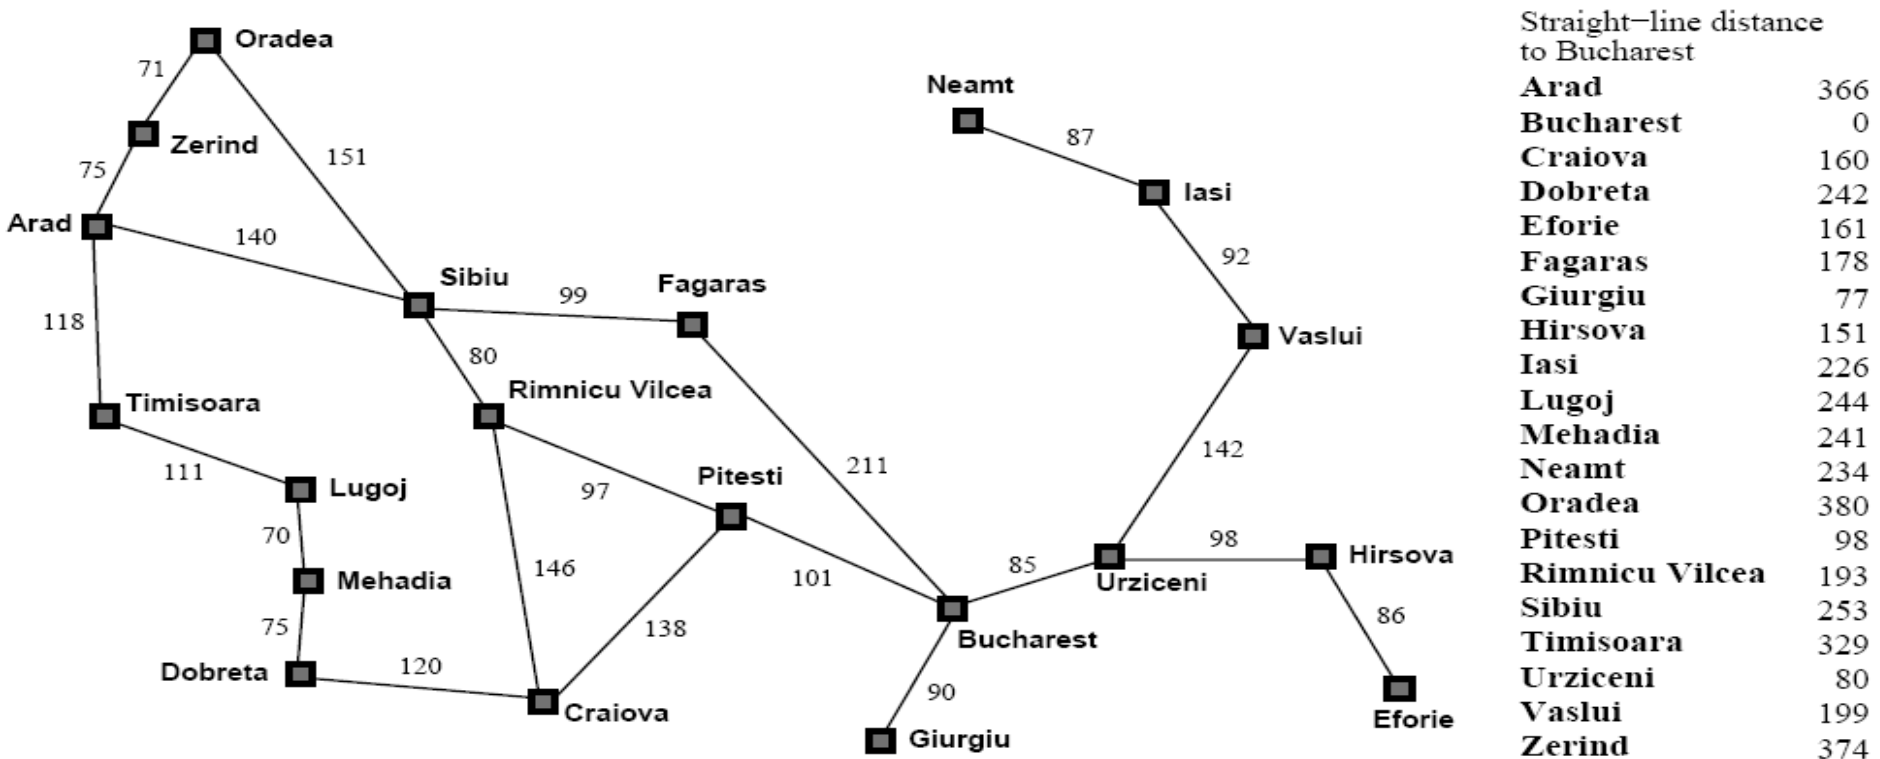 Oradea
71
Neamt
87
Zerind
151
75
Iasi
Arad
140
92
Sibiu
Fagaras
99
118
Vaslui
80
Timisoara
Rimnicu Vilcea
142
211
111
Lugoj
97
Pitesti
70
98
Hirsova
146
101
85
Urziceni
Mehadia
86
75
138
Bucharest
Dobreta
120
90
Craiova
Giurgiu
Eforie
Straight−line distance
to Bucharest
Arad 366
Bucharest 0
Craiova 160
Dobreta 242
Eforie 161
Fagaras 178
Giurgiu 77
Hirsova 151
Iasi 226
Lugoj 244
Mehadia 241
Neamt 234
Oradea 380
Pitesti 98
Rimnicu Vilcea 193
Sibiu 253
Timisoara 329
Urziceni 80
Vaslui 199
Zerind 374